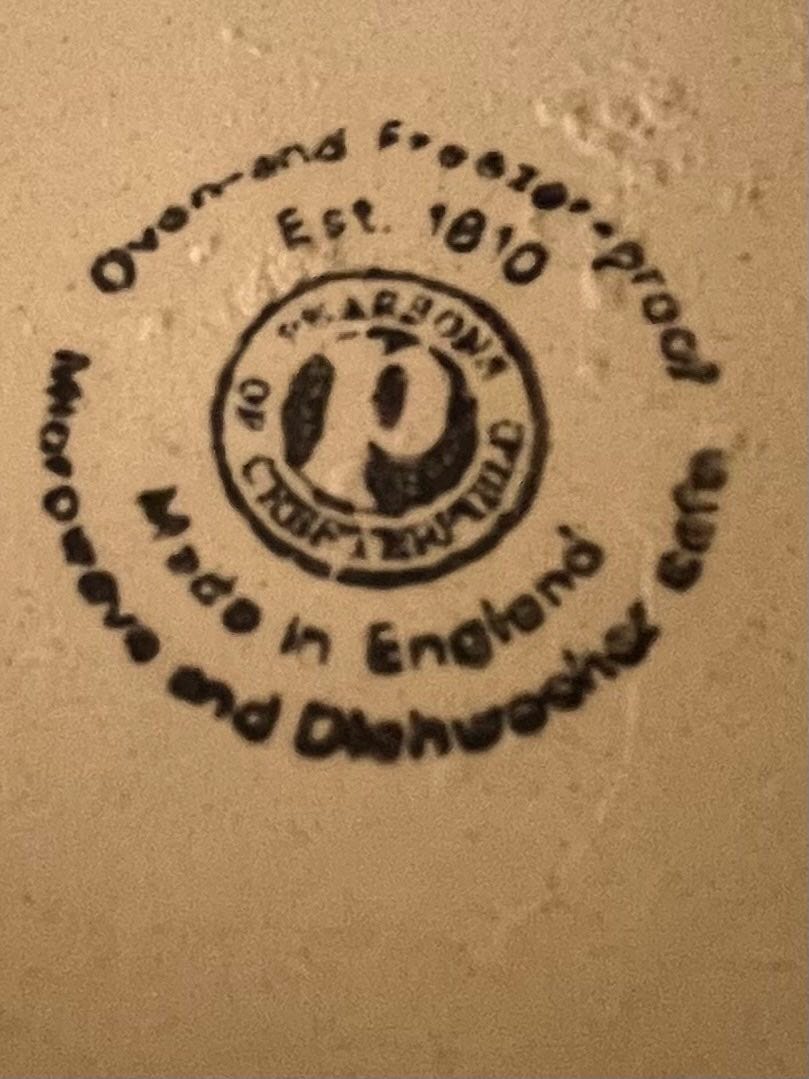 Oven-and Freezer-proof
Est. 1810
PEARSONS
OF
CHESTERFIELD
P
Made in England
Microwave and Dishwasher Safe